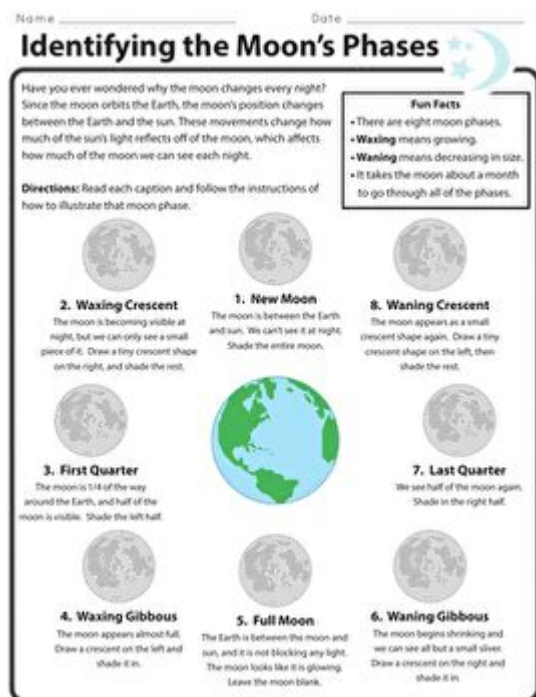 Name Date
Identifying the Moon's Phases
Have you ever wondered why the moon changes every night?
Since the moon orbits the Earth, the moon's position changes
between the Earth and the sun. These movements change how
much of the sun's light reflects off of the moon, which affects
how much of the moon we can see each night.
Directions: Read each caption and follow the instructions of
how to illustrate that moon phase.
Fun Facts
• There are eight moon phases.
• Waxing means growing.
• Waning means decreasing in size.
• It takes the moon about a month
to go through all of the phases.
1. New Moon
The moon is between the Earth
and sun. We can't see it at night.
Shade the entire moon.
2. Waxing Crescent
The moon is becoming visible at
night, but we can only see a small
piece of it. Draw a tiny crescent shape
on the right, and shade the rest.
8. Waning Crescent
The moon appears as a small
crescent shape again. Draw a tiny
crescent shape on the left, then
shade the rest.
3. First Quarter
The moon is 1/4 of the way
around the Earth, and half of the
moon is visible. Shade the left half.
7. Last Quarter
We see half of the moon again.
Shade in the right half.
4. Waxing Gibbous
The moon appears almost full.
Draw a crescent on the left and
shade it in.
5. Full Moon
The Earth is between the moon and
sun, and it is not blocking any light.
The moon looks like it is glowing.
Leave the moon blank.
6. Waning Gibbous
The moon begins shrinking and
we can see all but a small sliver.
Draw a crescent on the right and
shade it in.